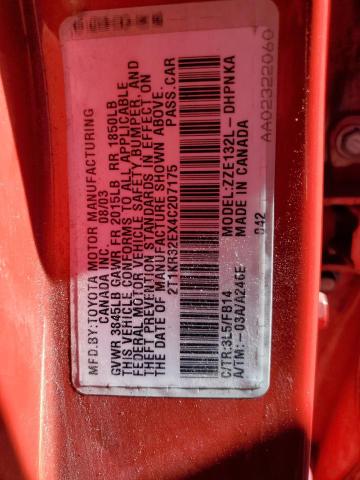 MFD.BY:TOYOTA MOTOR MANUFACTURING
CANADA INC. 08/03
GVWR 3845LB GAWR FR 2015LB RR 1850LB
THIS VEHICLE CONFORMS TO ALL APPLICABLE
FEDERAL MOTOR VEHICLE SAFETY,BUMPER, AND
THEFT PREVENTION STANDARDS IN EFFECT ON
THE DATE OF MANUFACTURE SHOWN ABOVE.
2T1KR32EX4C207175 PASS.CAR
C/TR:3L5/FB14 MODEL:ZZE132L-DHPNKA
A/TM:-03A/A246E MADE IN CANADA
042
AA02322060